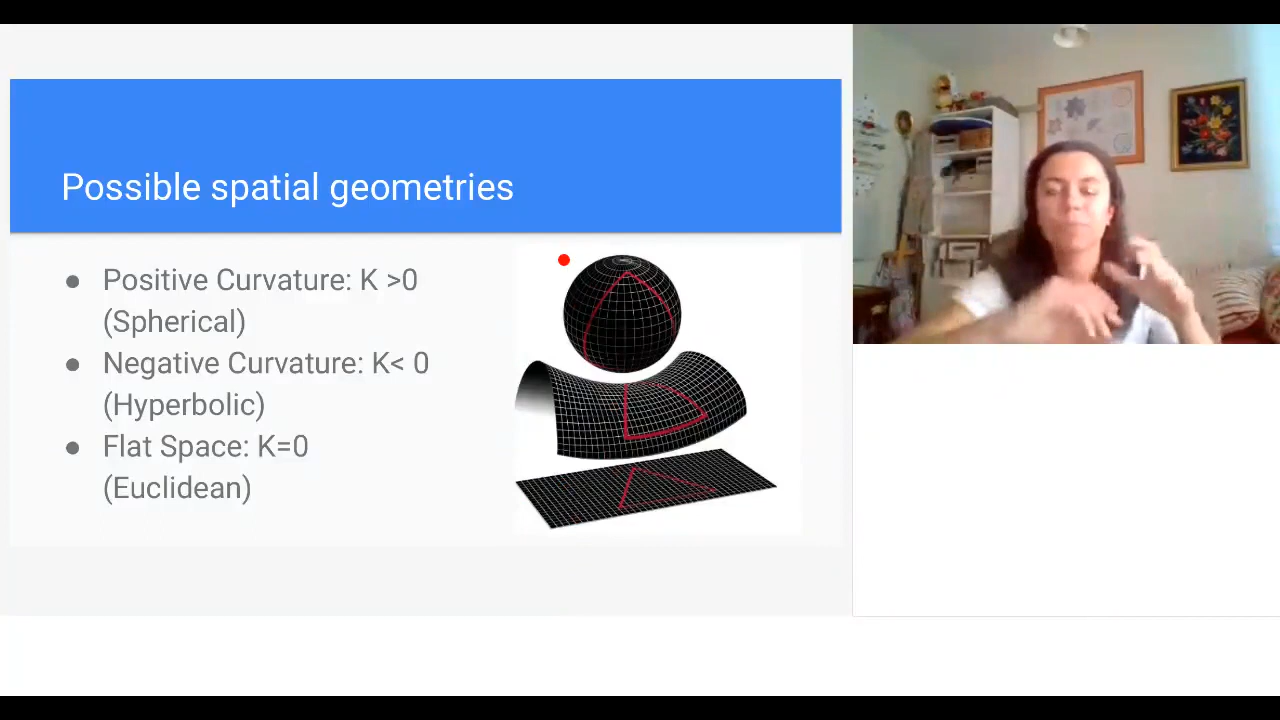 Possible spatial geometries
● Positive Curvature: K >0
(Spherical)
● Negative Curvature: K< 0
(Hyperbolic)
● Flat Space: K=0
(Euclidean)